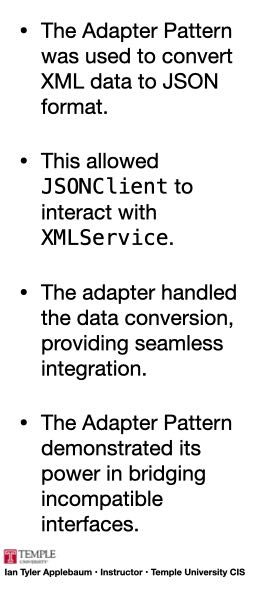 • The Adapter Pattern
was used to convert
XML data to JSON
format.
• This allowed
JSONClient to
interact with
XMLService.
• The adapter handled
the data conversion,
providing seamless
integration.
• The Adapter Pattern
demonstrated its
power in bridging
incompatible
interfaces.
TEMPLE
UNIVERSITY
Ian Tyler Applebaum • Instructor • Temple University CIS